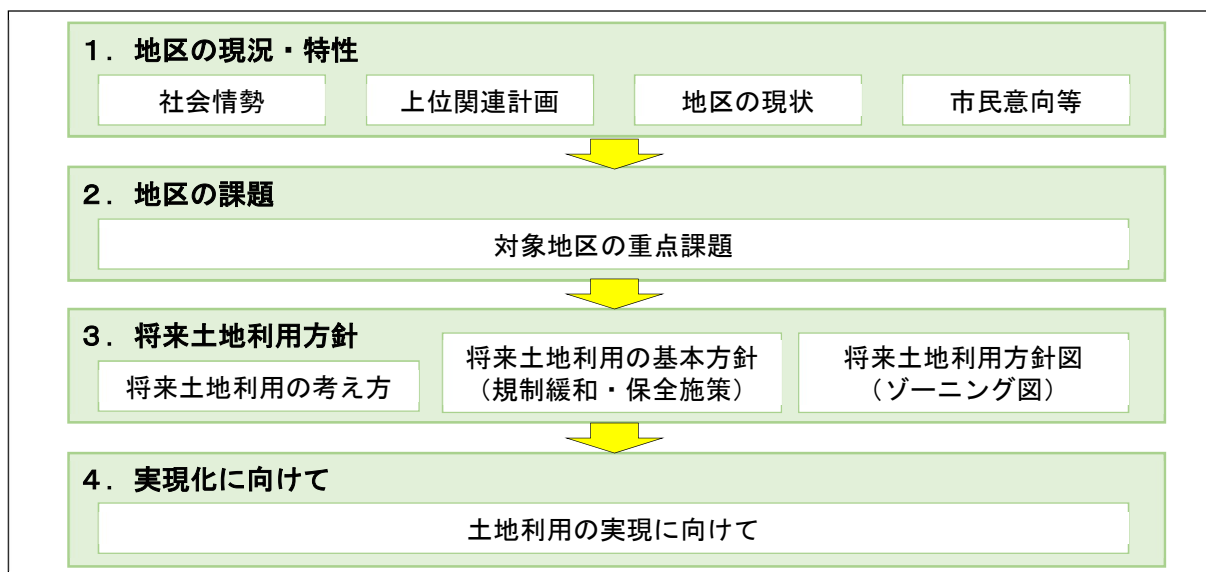 １．地区の現況・特性
社会情勢
上位関連計画
地区の現状
市民意向等
２．地区の課題
対象地区の重点課題
３．将来土地利用方針
将来土地利用の考え方
将来土地利用の基本方針
（規制緩和・保全施策）
将来土地利用方針図
（ゾーニング図）
４．実現化に向けて
土地利用の実現に向けて